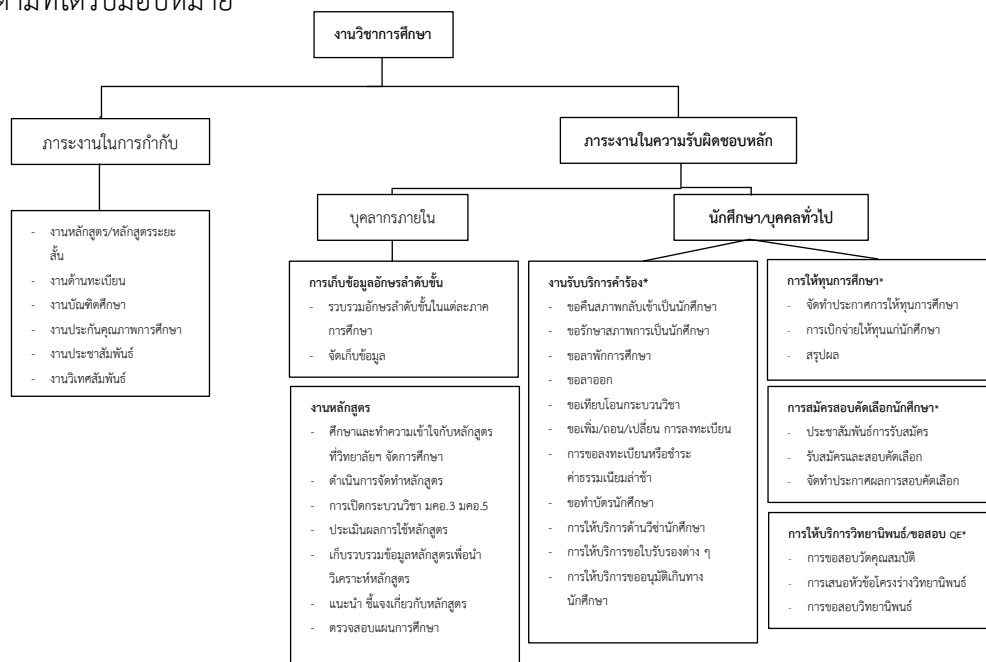 ตามที่ได้รับมอบหมาย
งานวิชาการศึกษา
ภาระงานในการกำกับ
ภาระงานในความรับผิดชอบหลัก
บุคลากรภายใน
นักศึกษา/บุคคลทั่วไป
- งานหลักสูตร/หลักสูตรระยะ
สั้น
- งานด้านทะเบียน
- งานบัณฑิตศึกษา
- งานประกันคุณภาพการศึกษา
- งานประชาสัมพันธ์
- งานวิเทศสัมพันธ์
การเก็บข้อมูลอักษรลำดับขั้น
- รวบรวมอักษรลำดับขั้นในแต่ละภาค
การศึกษา
- จัดเก็บข้อมูล
งานหลักสูตร
- ศึกษาและทำความเข้าใจกับหลักสูตร
ที่วิทยาลัยฯ จัดการศึกษา
- ดำเนินการจัดทำหลักสูตร
- การเปิดกระบวนวิชา มคอ.3 มคอ.5
- ประเมินผลการใช้หลักสูตร
- เก็บรวบรวมข้อมูลหลักสูตรเพื่อนำ
วิเคราะห์หลักสูตร
- แนะนำ ชี้แจงเกี่ยวกับหลักสูตร
- ตรวจสอบแผนการศึกษา
งานรับบริการคำร้อง*
- ขอคืนสภาพกลับเข้าเป็นนักศึกษา
- ขอรักษาสภาพการเป็นนักศึกษา
- ขอลาพักการศึกษา
- ขอลาออก
- ขอเทียบโอนกระบวนวิชา
- ขอเพิ่ม/ถอน/เปลี่ยน การลงทะเบียน
- การขอลงทะเบียนหรือชำระ
ค่าธรรมเนียมล่าช้า
- ขอทำบัตรนักศึกษา
- การให้บริการด้านวีซ่านักศึกษา
- การให้บริการขอใบรับรองต่าง ๆ
- การให้บริการขออนุมัติเกินทาง
นักศึกษา
การให้ทุนการศึกษา*
- จัดทำประกาศการให้ทุนการศึกษา
- การเบิกจ่ายให้ทุนแก่นักศึกษา
- สรุปผล
การสมัครสอบคัดเลือกนักศึกษา*
- ประชาสัมพันธ์การรับสมัคร
- รับสมัครและสอบคัดเลือก
- จัดทำประกาศผลการสอบคัดเลือก
การให้บริการวิทยานิพนธ์/ขอสอบ QE*
- การขอสอบวัดคุณสมบัติ
- การเสนอหัวข้อโครงร่างวิทยานิพนธ์
- การขอสอบวิทยานิพนธ์